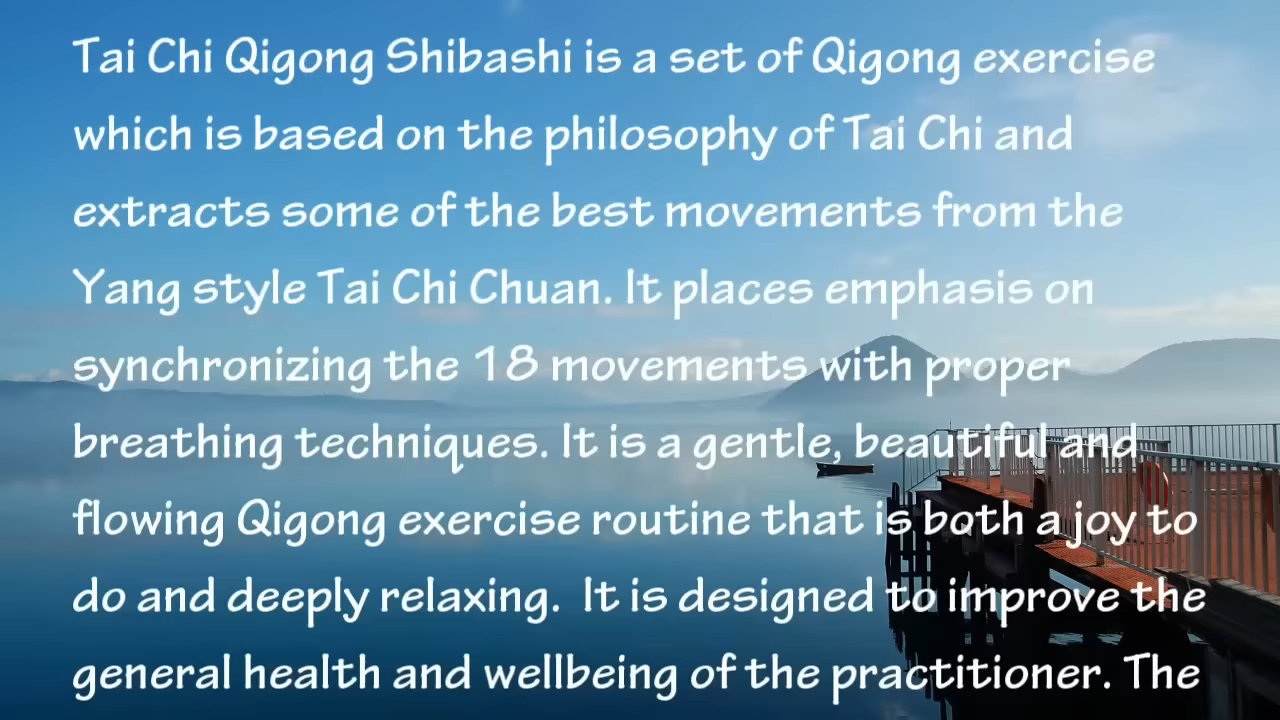 Tai Chi Qigong Shibashi is a set of Qigong exercise
which is based on the philosophy of Tai Chi and
extracts some of the best movements from the
Yang style Tai Chi Chuan. It places emphasis on
synchronizing the 18 movements with proper
breathing techniques. It is a gentle, beautiful and
flowing Qigong exercise routine that is both a joy to
do and deeply relaxing.  It is designed to improve the
general health and wellbeing of the practitioner. The